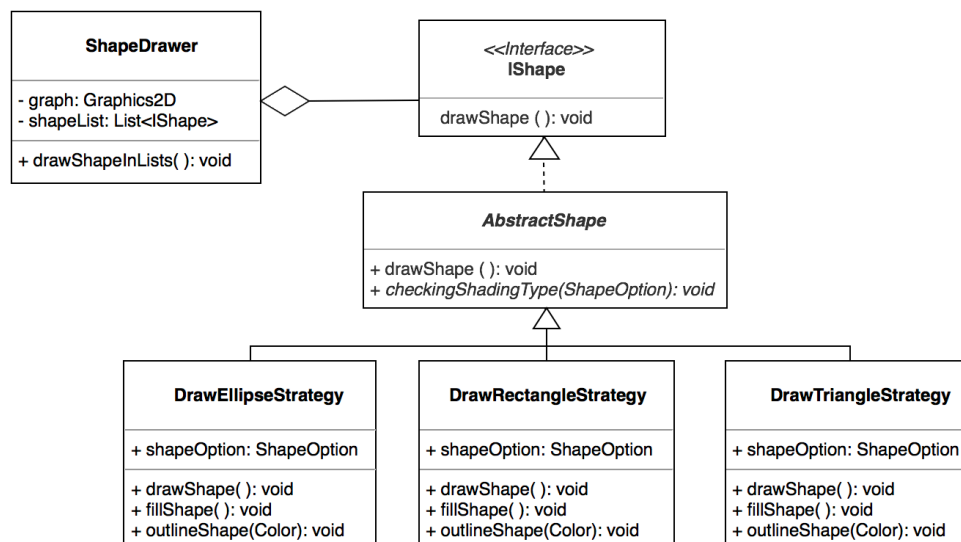 ShapeDrawer
- graph: Graphics2D
- shapeList: List<IShape>
+ drawShapeInLists( ): void
<<Interface>>
IShape
drawShape ( ): void
AbstractShape
+ drawShape ( ): void
+ checkingShadingType(ShapeOption): void
DrawEllipseStrategy
+ shapeOption: ShapeOption
+ drawShape( ): void
+ fillShape( ): void
+ outlineShape(Color): void
DrawRectangleStrategy
+ shapeOption: ShapeOption
+ drawShape( ): void
+ fillShape( ): void
+ outlineShape(Color): void
DrawTriangleStrategy
+ shapeOption: ShapeOption
+ drawShape( ): void
+ fillShape( ): void
+ outlineShape(Color): void